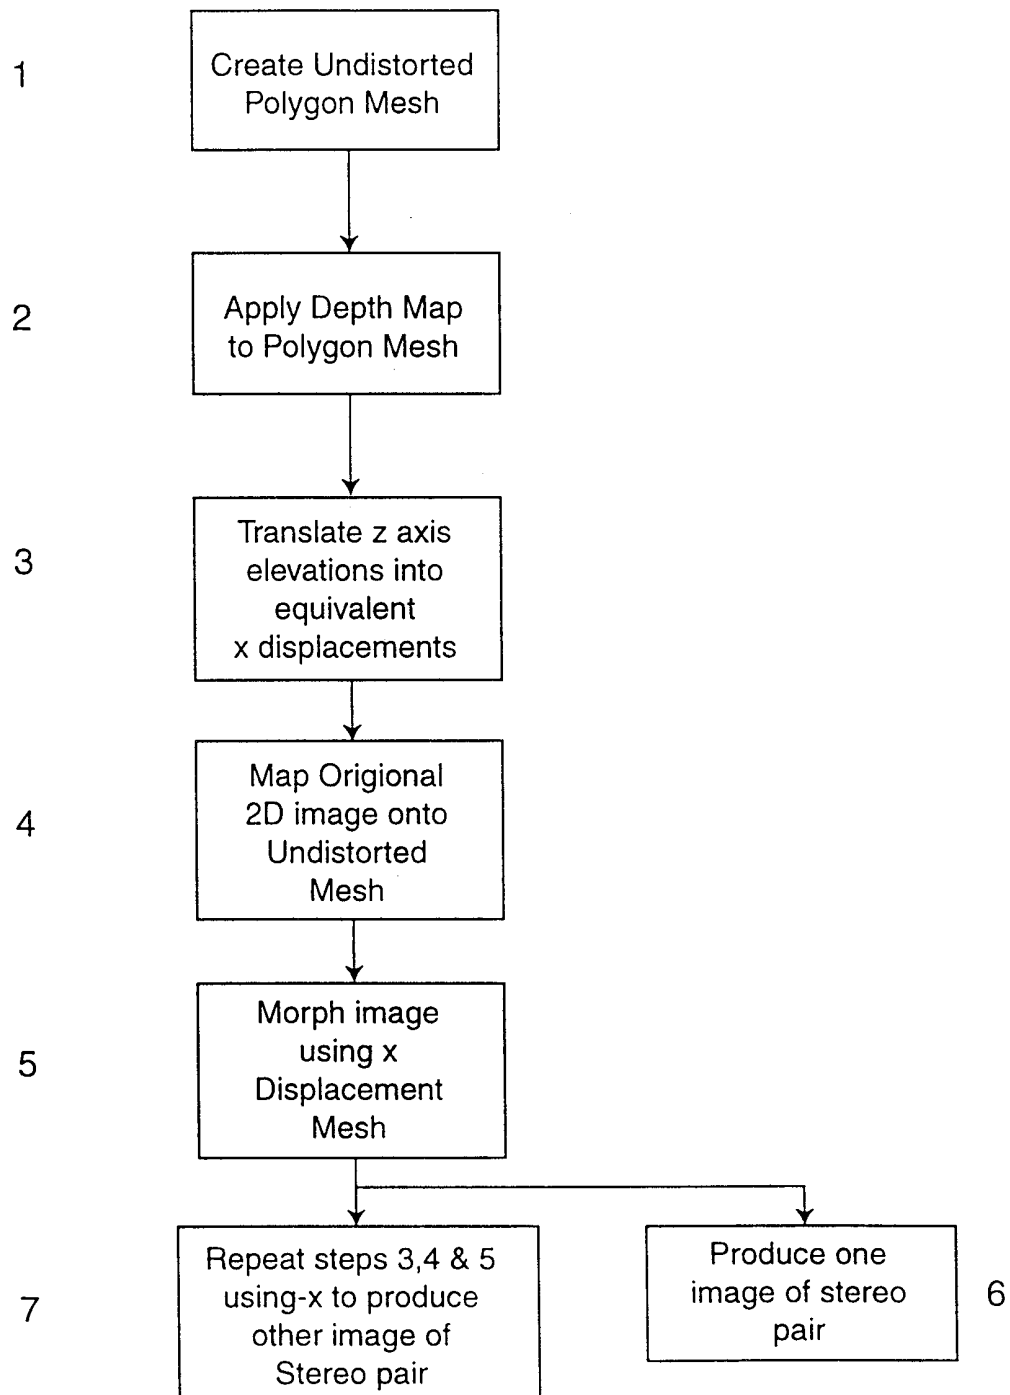 1
Create Undistorted
Polygon Mesh
2
Apply Depth Map
to Polygon Mesh
3
Translate z axis
elevations into
equivalent
x displacements
4
Map Origional
2D image onto
Undistorted
Mesh
5
Morph image
using x
Displacement
Mesh
7
Repeat steps 3,4 & 5
using-x to produce
other image of
Stereo pair
Produce one
image of stereo
pair
6